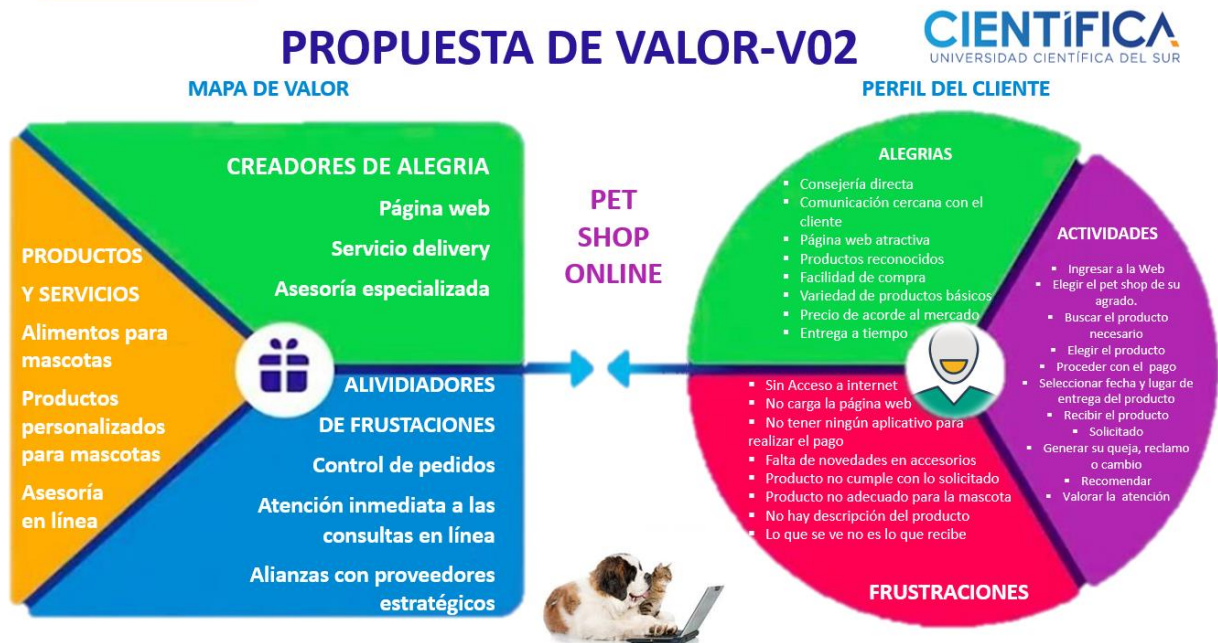 PROPUESTA DE VALOR-V02
CIENTÍFICA
UNIVERSIDAD CIENTÍFICA DEL SUR
MAPA DE VALOR
PERFIL DEL CLIENTE
CREADORES DE ALEGRIA
Página web
Servicio delivery
Asesoría especializada
PRODUCTOS
Y SERVICIOS
Alimentos para
mascotas
Productos
personalizados
para mascotas
Asesoría
en línea
ALIVIDIADORES
DE FRUSTACIONES
Control de pedidos
Atención inmediata a las
consultas en línea
Alianzas con proveedores
estratégicos
PET
SHOP
ONLINE
ALEGRIAS
▪ Consejería directa
▪ Comunicación cercana con el
cliente
▪ Página web atractiva
▪ Productos reconocidos
▪ Facilidad de compra
▪ Variedad de productos básicos
▪ Precio de acorde al mercado
▪ Entrega a tiempo
ACTIVIDADES
▪ Ingresar a la Web
▪ Elegir el pet shop de su
agrado.
▪ Buscar el producto
necesario
▪ Elegir el producto
▪ Proceder con el pago
▪ Seleccionar fecha y lugar de
entrega del producto
▪ Recibir el producto
▪ Solicitado
▪ Generar su queja, reclamo
o cambio
▪ Recomendar
▪ Valorar la atención
▪ Sin Acceso a internet
▪ No carga la página web
▪ No tener ningún aplicativo para
realizar el pago
▪ Falta de novedades en accesorios
▪ Producto no cumple con lo solicitado
▪ Producto no adecuado para la mascota
▪ No hay descripción del producto
▪ Lo que se ve no es lo que recibe
FRUSTRACIONES